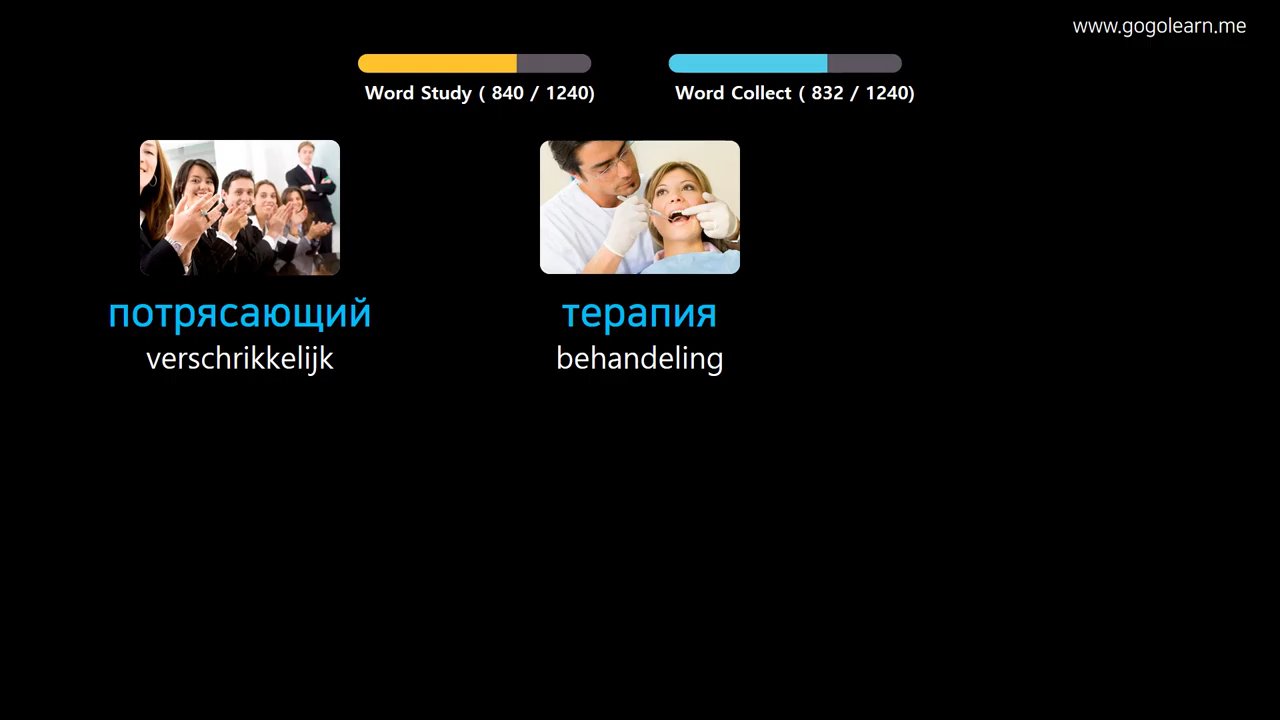 www.gogolearn.me
Word Study ( 840 / 1240)
Word Collect ( 832 / 1240)
потрясающий
verschrikkelijk
терапия
behandeling